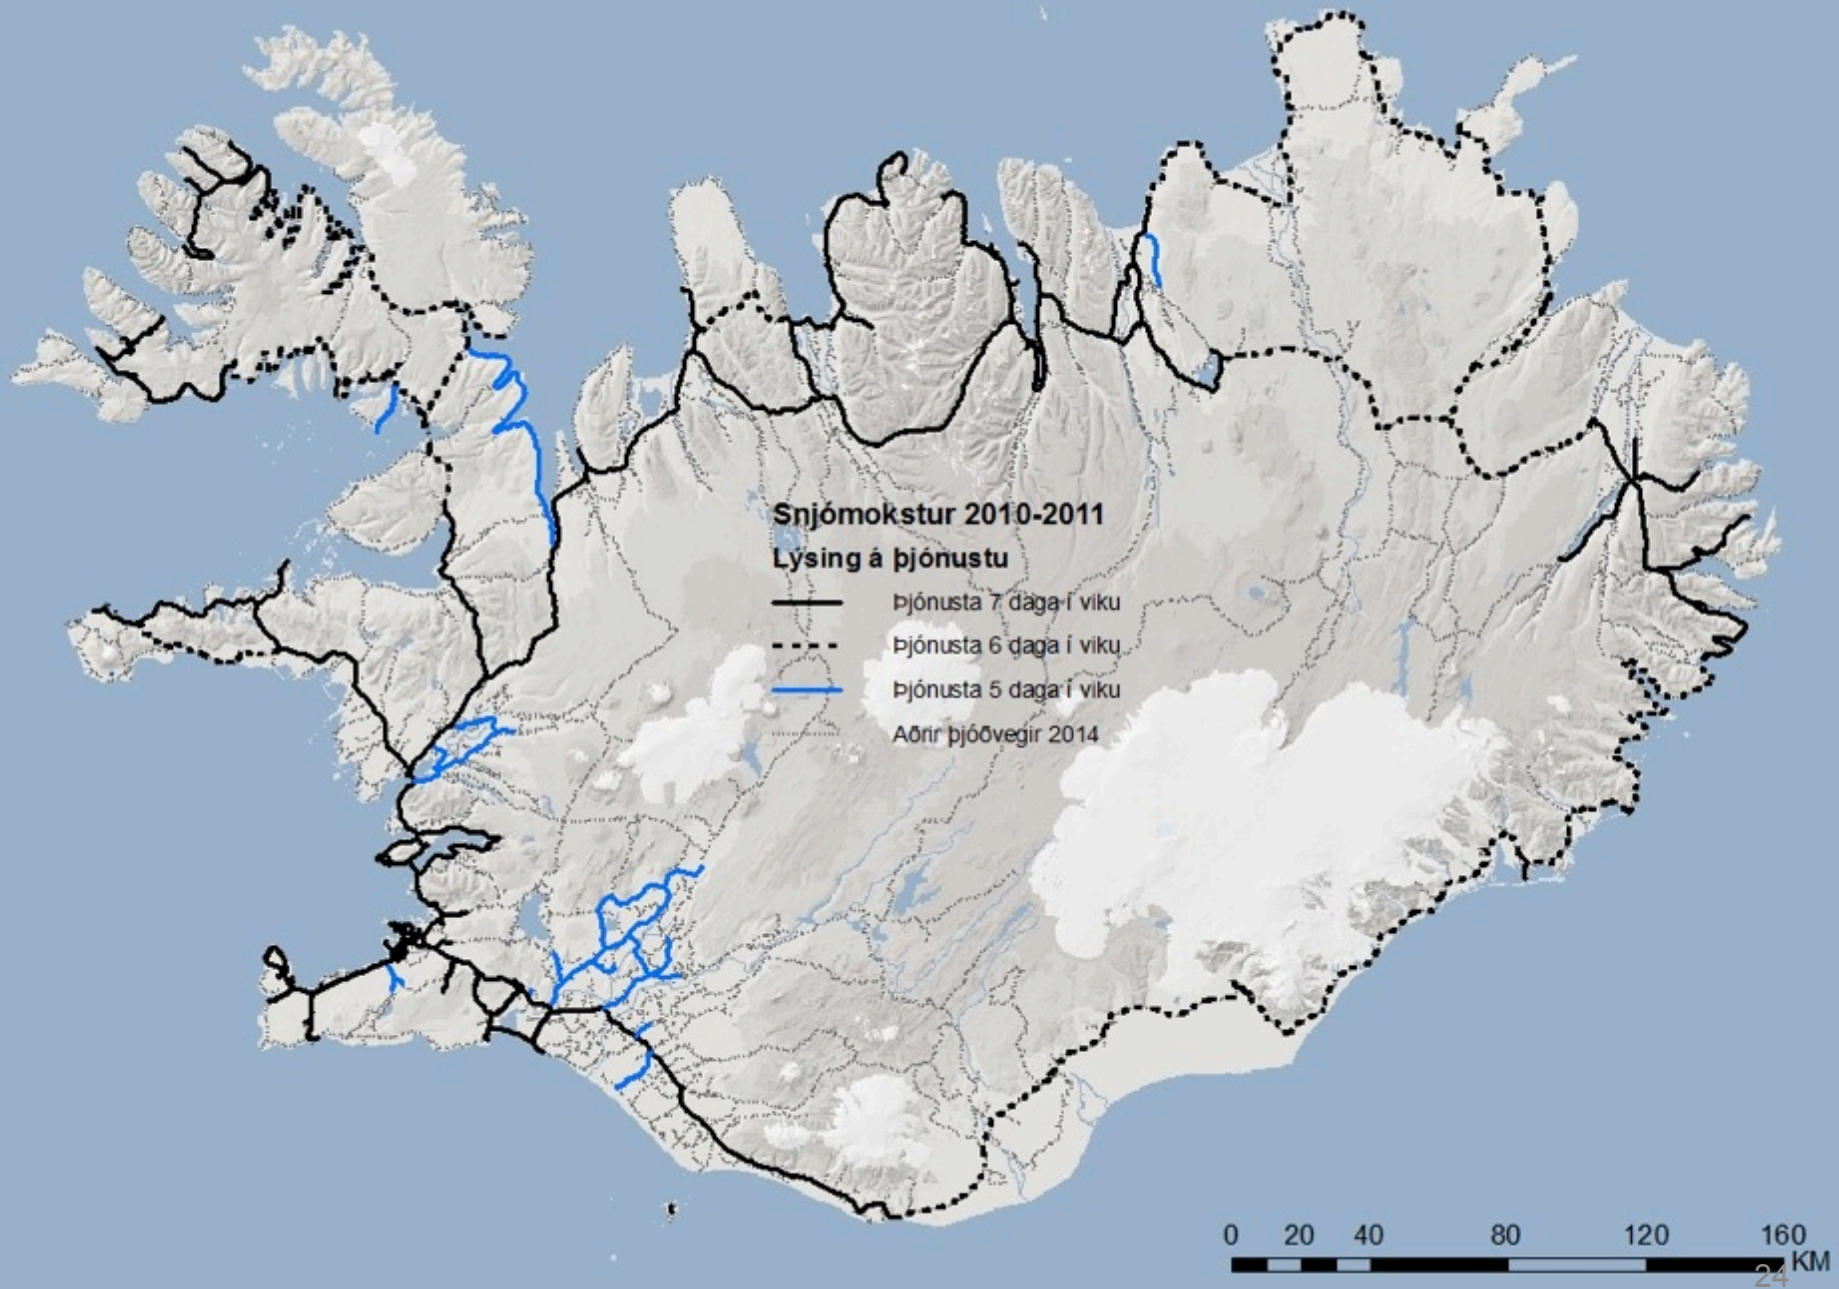 Snjómokstur 2010-2011
Lýsing á þjónustu
Þjónusta 7 daga í viku
Þjónusta 6 daga í viku
Þjónusta 5 daga í viku
Aðrir þjóðvegir 2014
0 20 40 80 120 160
KM
24